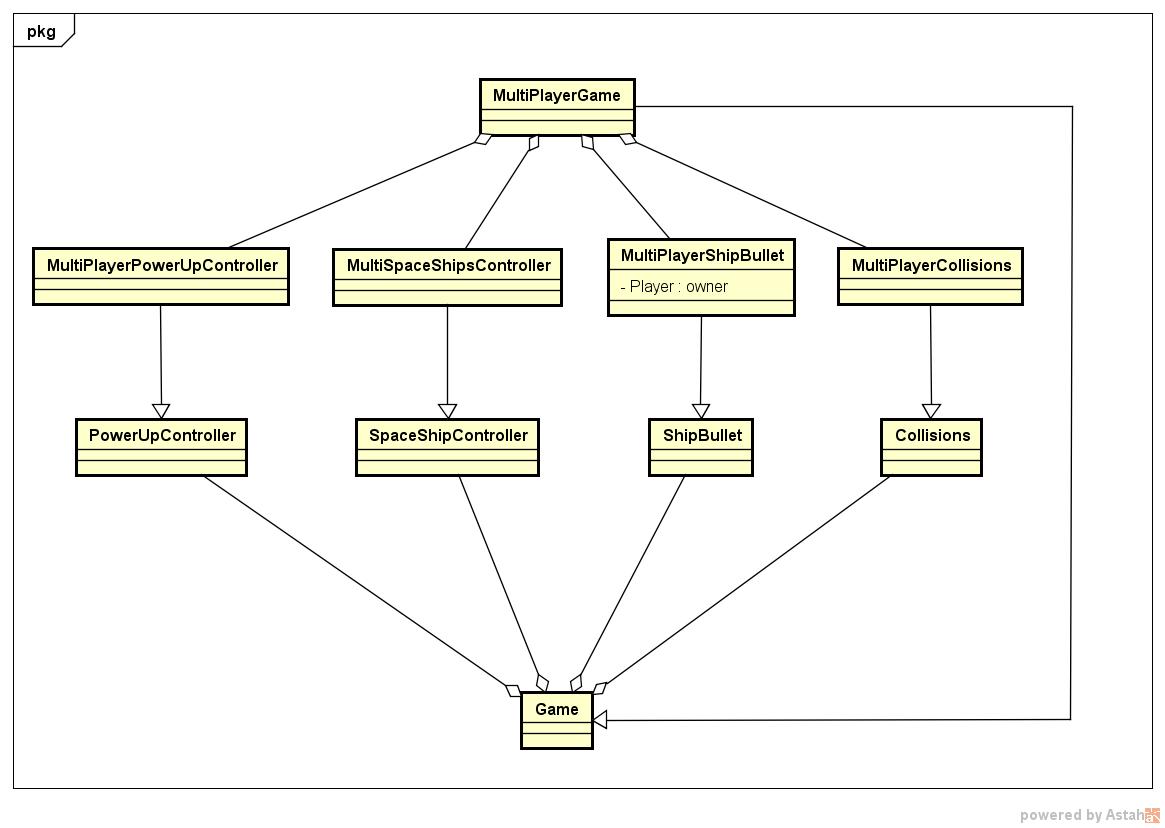 pkg
MultiPlayerGame
MultiPlayerPowerUpController
MultiSpaceShipsController
MultiPlayerShipBullet
- Player : owner
MultiPlayerCollisions
PowerUpController
SpaceShipController
ShipBullet
Collisions
Game
powered by Astah